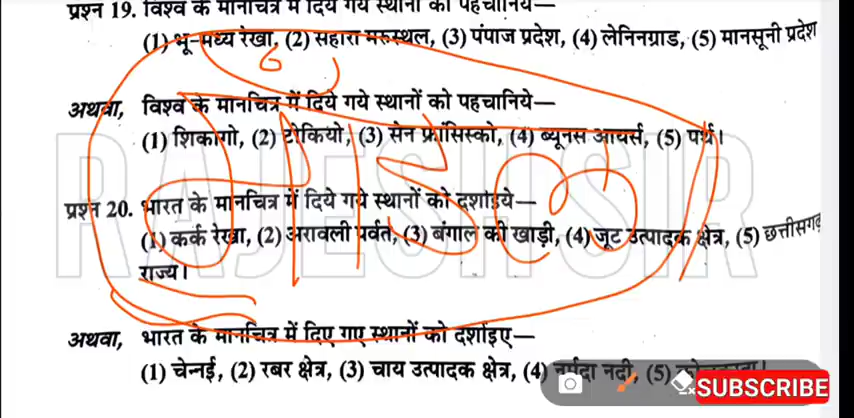 प्रश्न 19. विश्व के मानचित्र में दिये गये स्थानों को पहचानिये—
(1) भू-मध्य रेखा, (2) सहारा मरुस्थल, (3) पंपाज प्रदेश, (4) लेनिनग्राड, (5) मानसूनी प्रदेश
अथवा, विश्व के मानचित्र में दिये गये स्थानों को पहचानिये—
(1) शिकागो, (2) टोकियो, (3) सेन फ्रांसिस्को, (4) ब्यूनस आयर्स, (5) पर्थ।
RAJESH SIR
प्रश्न 20. भारत के मानचित्र में दिये गये स्थानों को दर्शाइये—
(1) कर्क रेखा, (2) अरावली पर्वत, (3) बंगाल की खाड़ी, (4) जूट उत्पादक क्षेत्र, (5) छत्तीसगढ़
राज्य।
अथवा, भारत के मानचित्र में दिए गए स्थानों को दर्शाइए—
(1) चेन्नई, (2) रबर क्षेत्र, (3) चाय उत्पादक क्षेत्र, (4) नर्मदा नदी, (5)
SUBSCRIBE